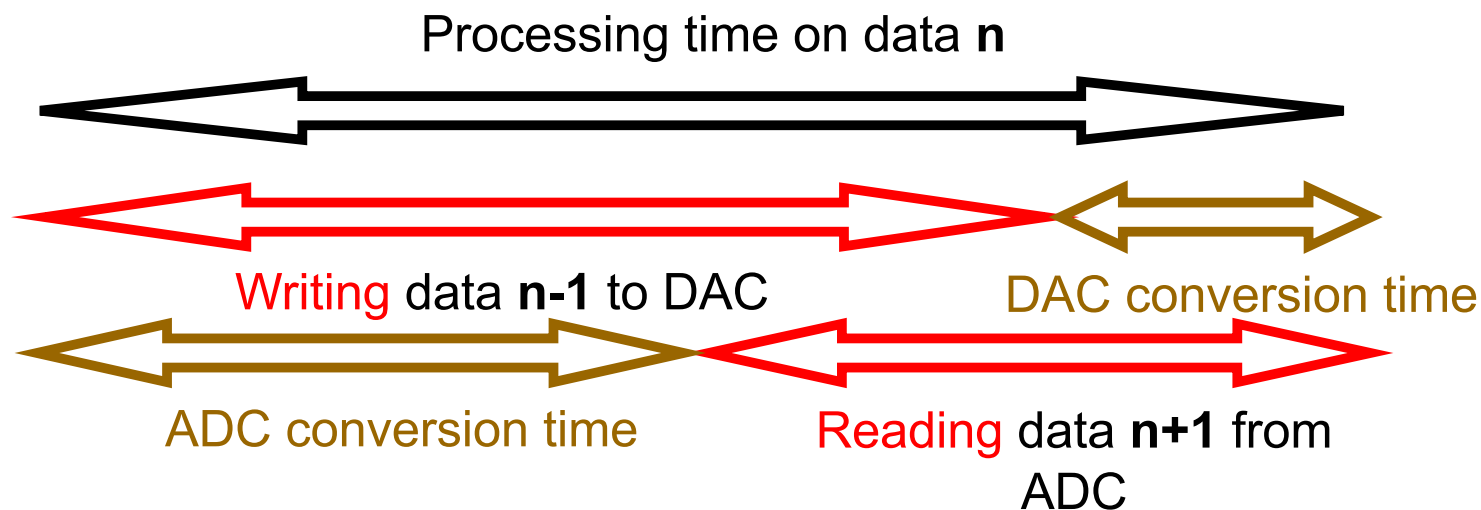 Processing time on data n
Writing data n-1 to DAC
DAC conversion time
ADC conversion time
Reading data n+1 from
ADC